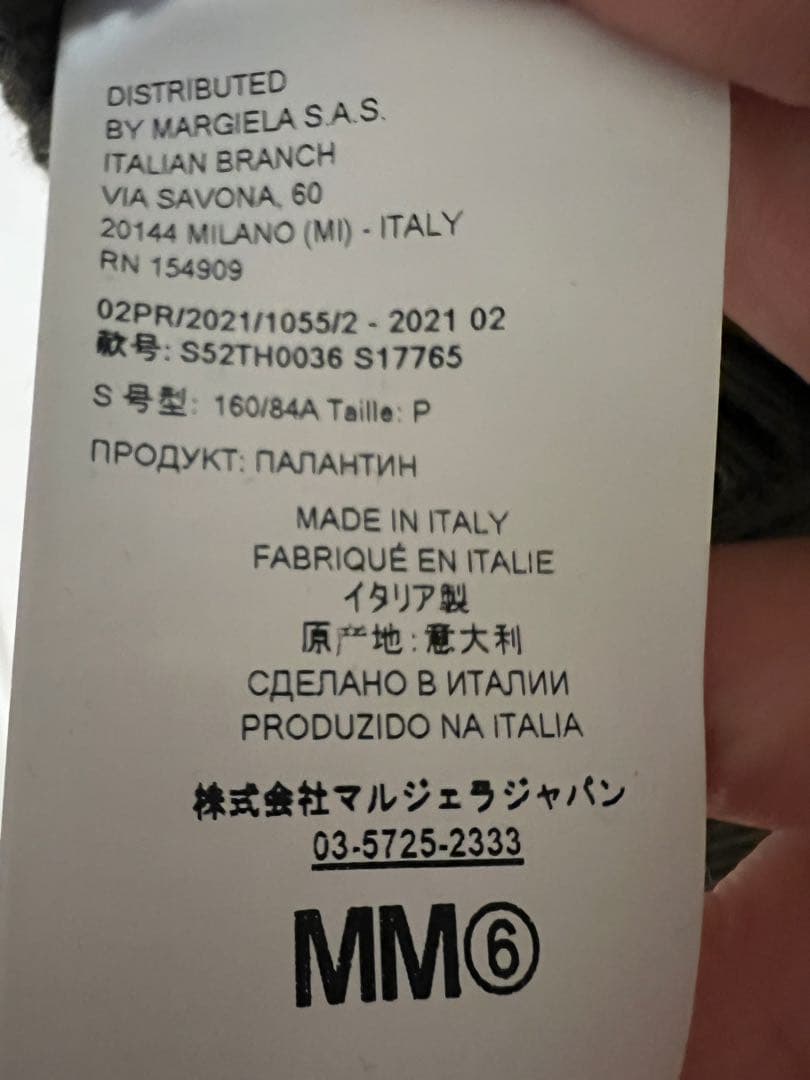 DISTRIBUTED
BY MARGIELA S.A.S.
ITALIAN BRANCH
VIA SAVONA, 60
20144 MILANO (MI) - ITALY
RN 154909
02PR/2021/1055/2 - 2021 02
款号: S52TH0036 S17765
S 号型: 160/84A Taille: P
ПРОДУКТ: ПАЛАНТИН
MADE IN ITALY
FABRIQUÉ EN ITALIE
イタリア製
原产地: 意大利
СДЕЛАНО В ИТАЛИИ
PRODUZIDO NA ITALIA
株式会社マルジェラジャパン
03-5725-2333
MM⑥